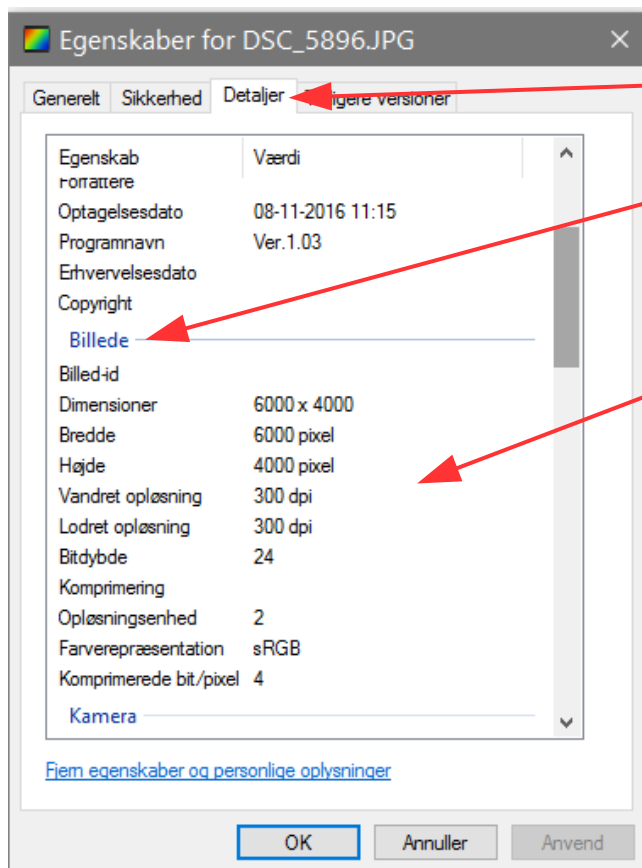 Egenskaber for DSC_5896.JPG
Generelt Sikkerhed Detaljer versioner
Egenskab Værdi
Forfattere
Optagelsesdato 08-11-2016 11:15
Programnavn Ver.1.03
Erhvervelsesdato
Copyright
Billede
Billed-id
Dimensioner 6000 x 4000
Bredde 6000 pixel
Højde 4000 pixel
Vandret opløsning 300 dpi
Lodret opløsning 300 dpi
Bitdybde 24
Komprimering
Opløsningsenhed 2
Farverepræsentation sRGB
Komprimerede bit/pixel 4
Kamera
Fjern egenskaber og personlige oplysninger
OK Annuller Anvend